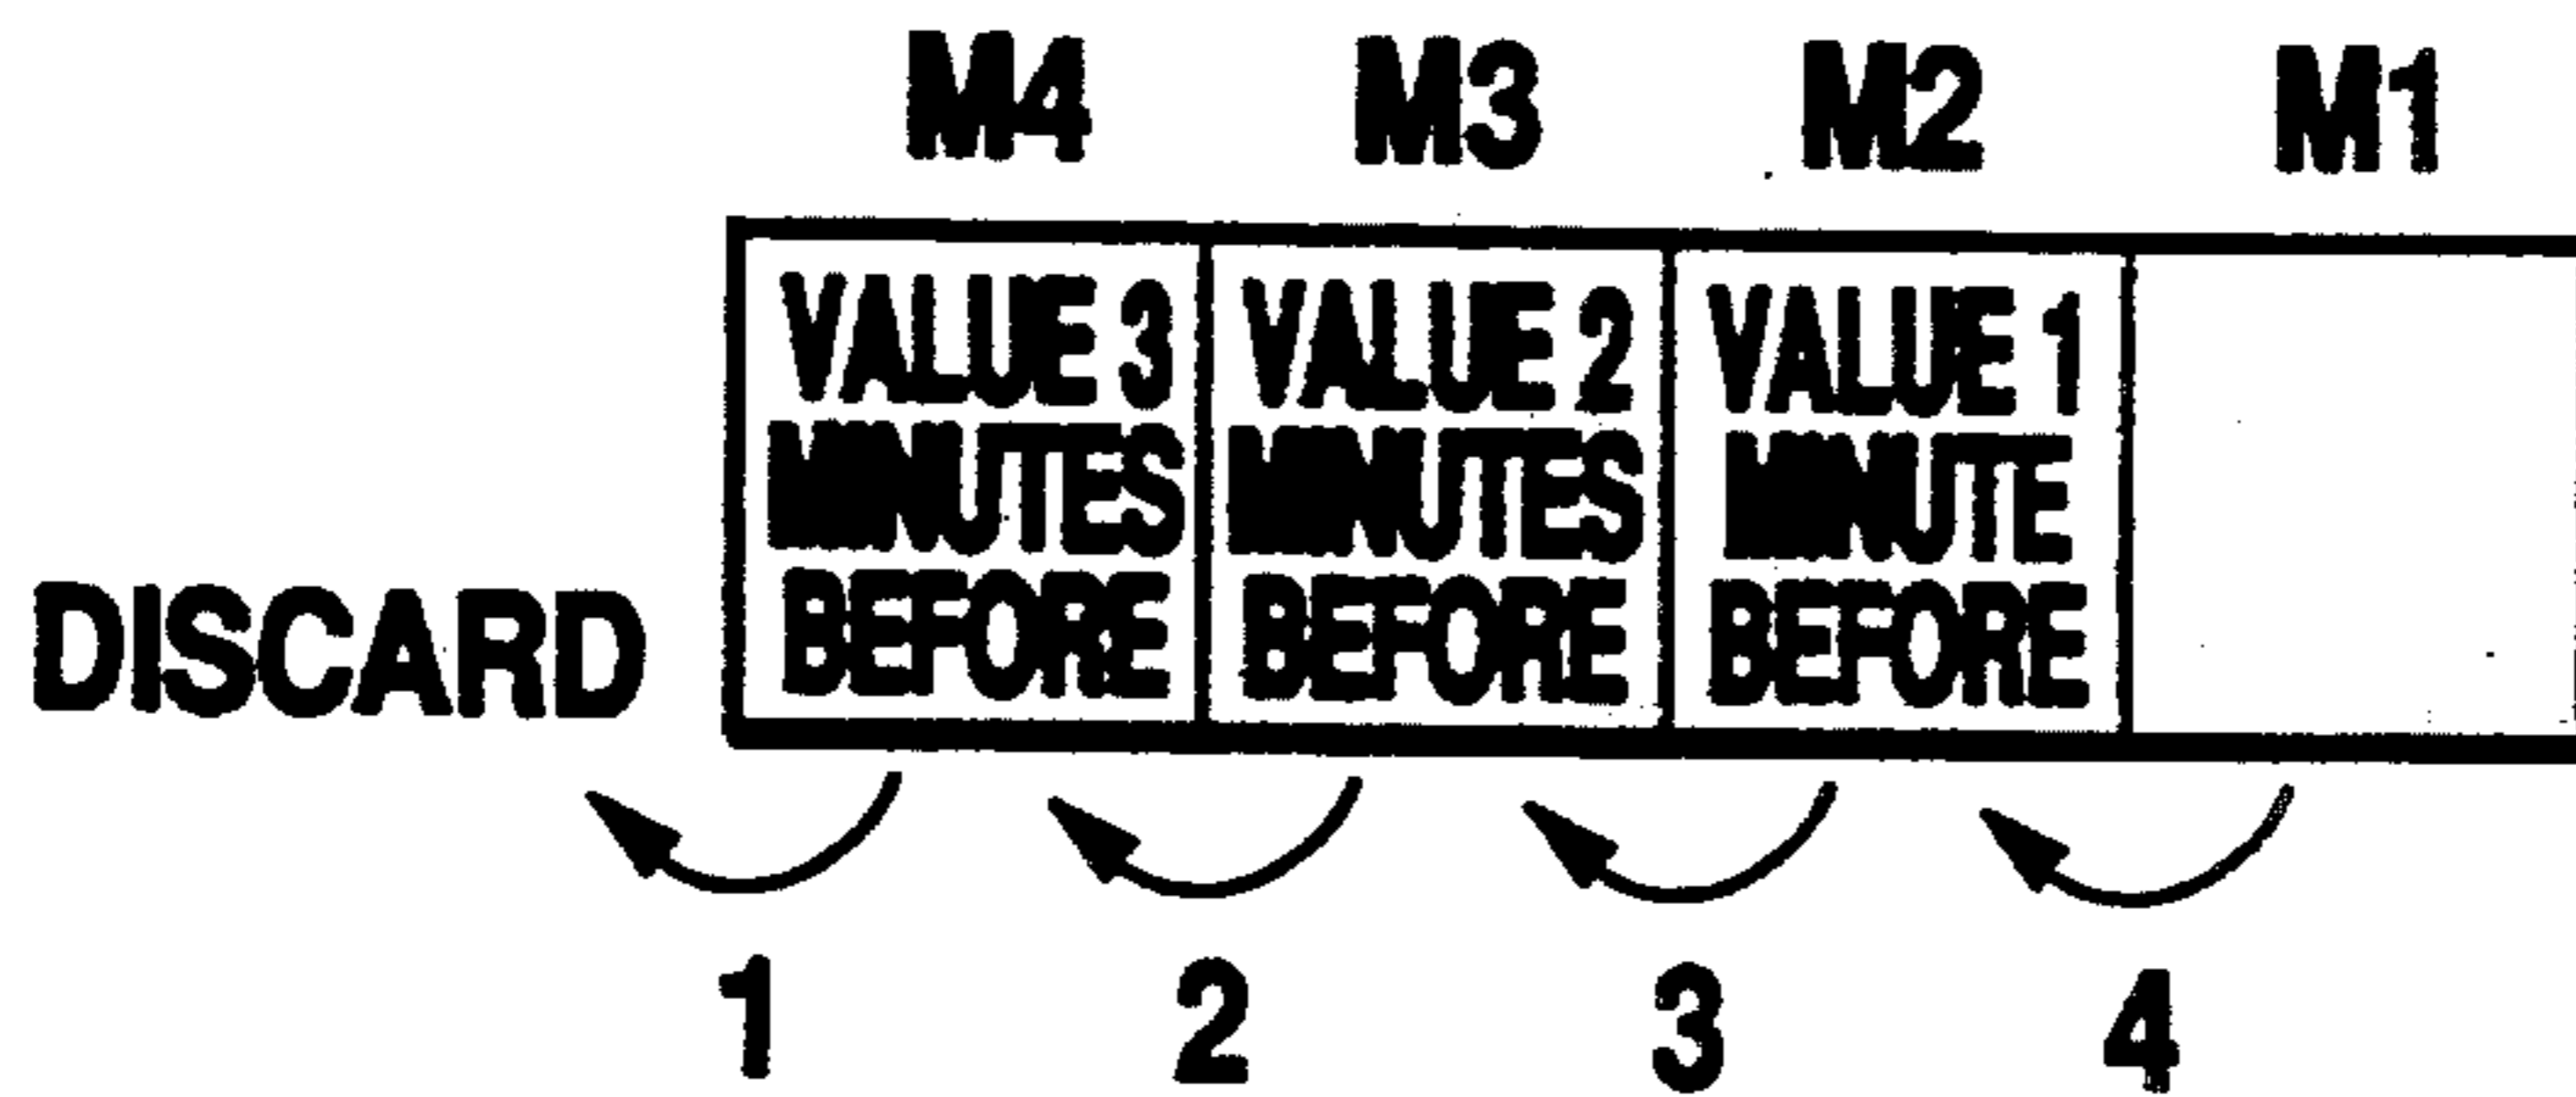 M4 M3 M2 M1
VALUE 3 VALUE 2 VALUE 1
MINUTES MINUTES MINUTE
BEFORE BEFORE BEFORE
DISCARD
1 2 3 4